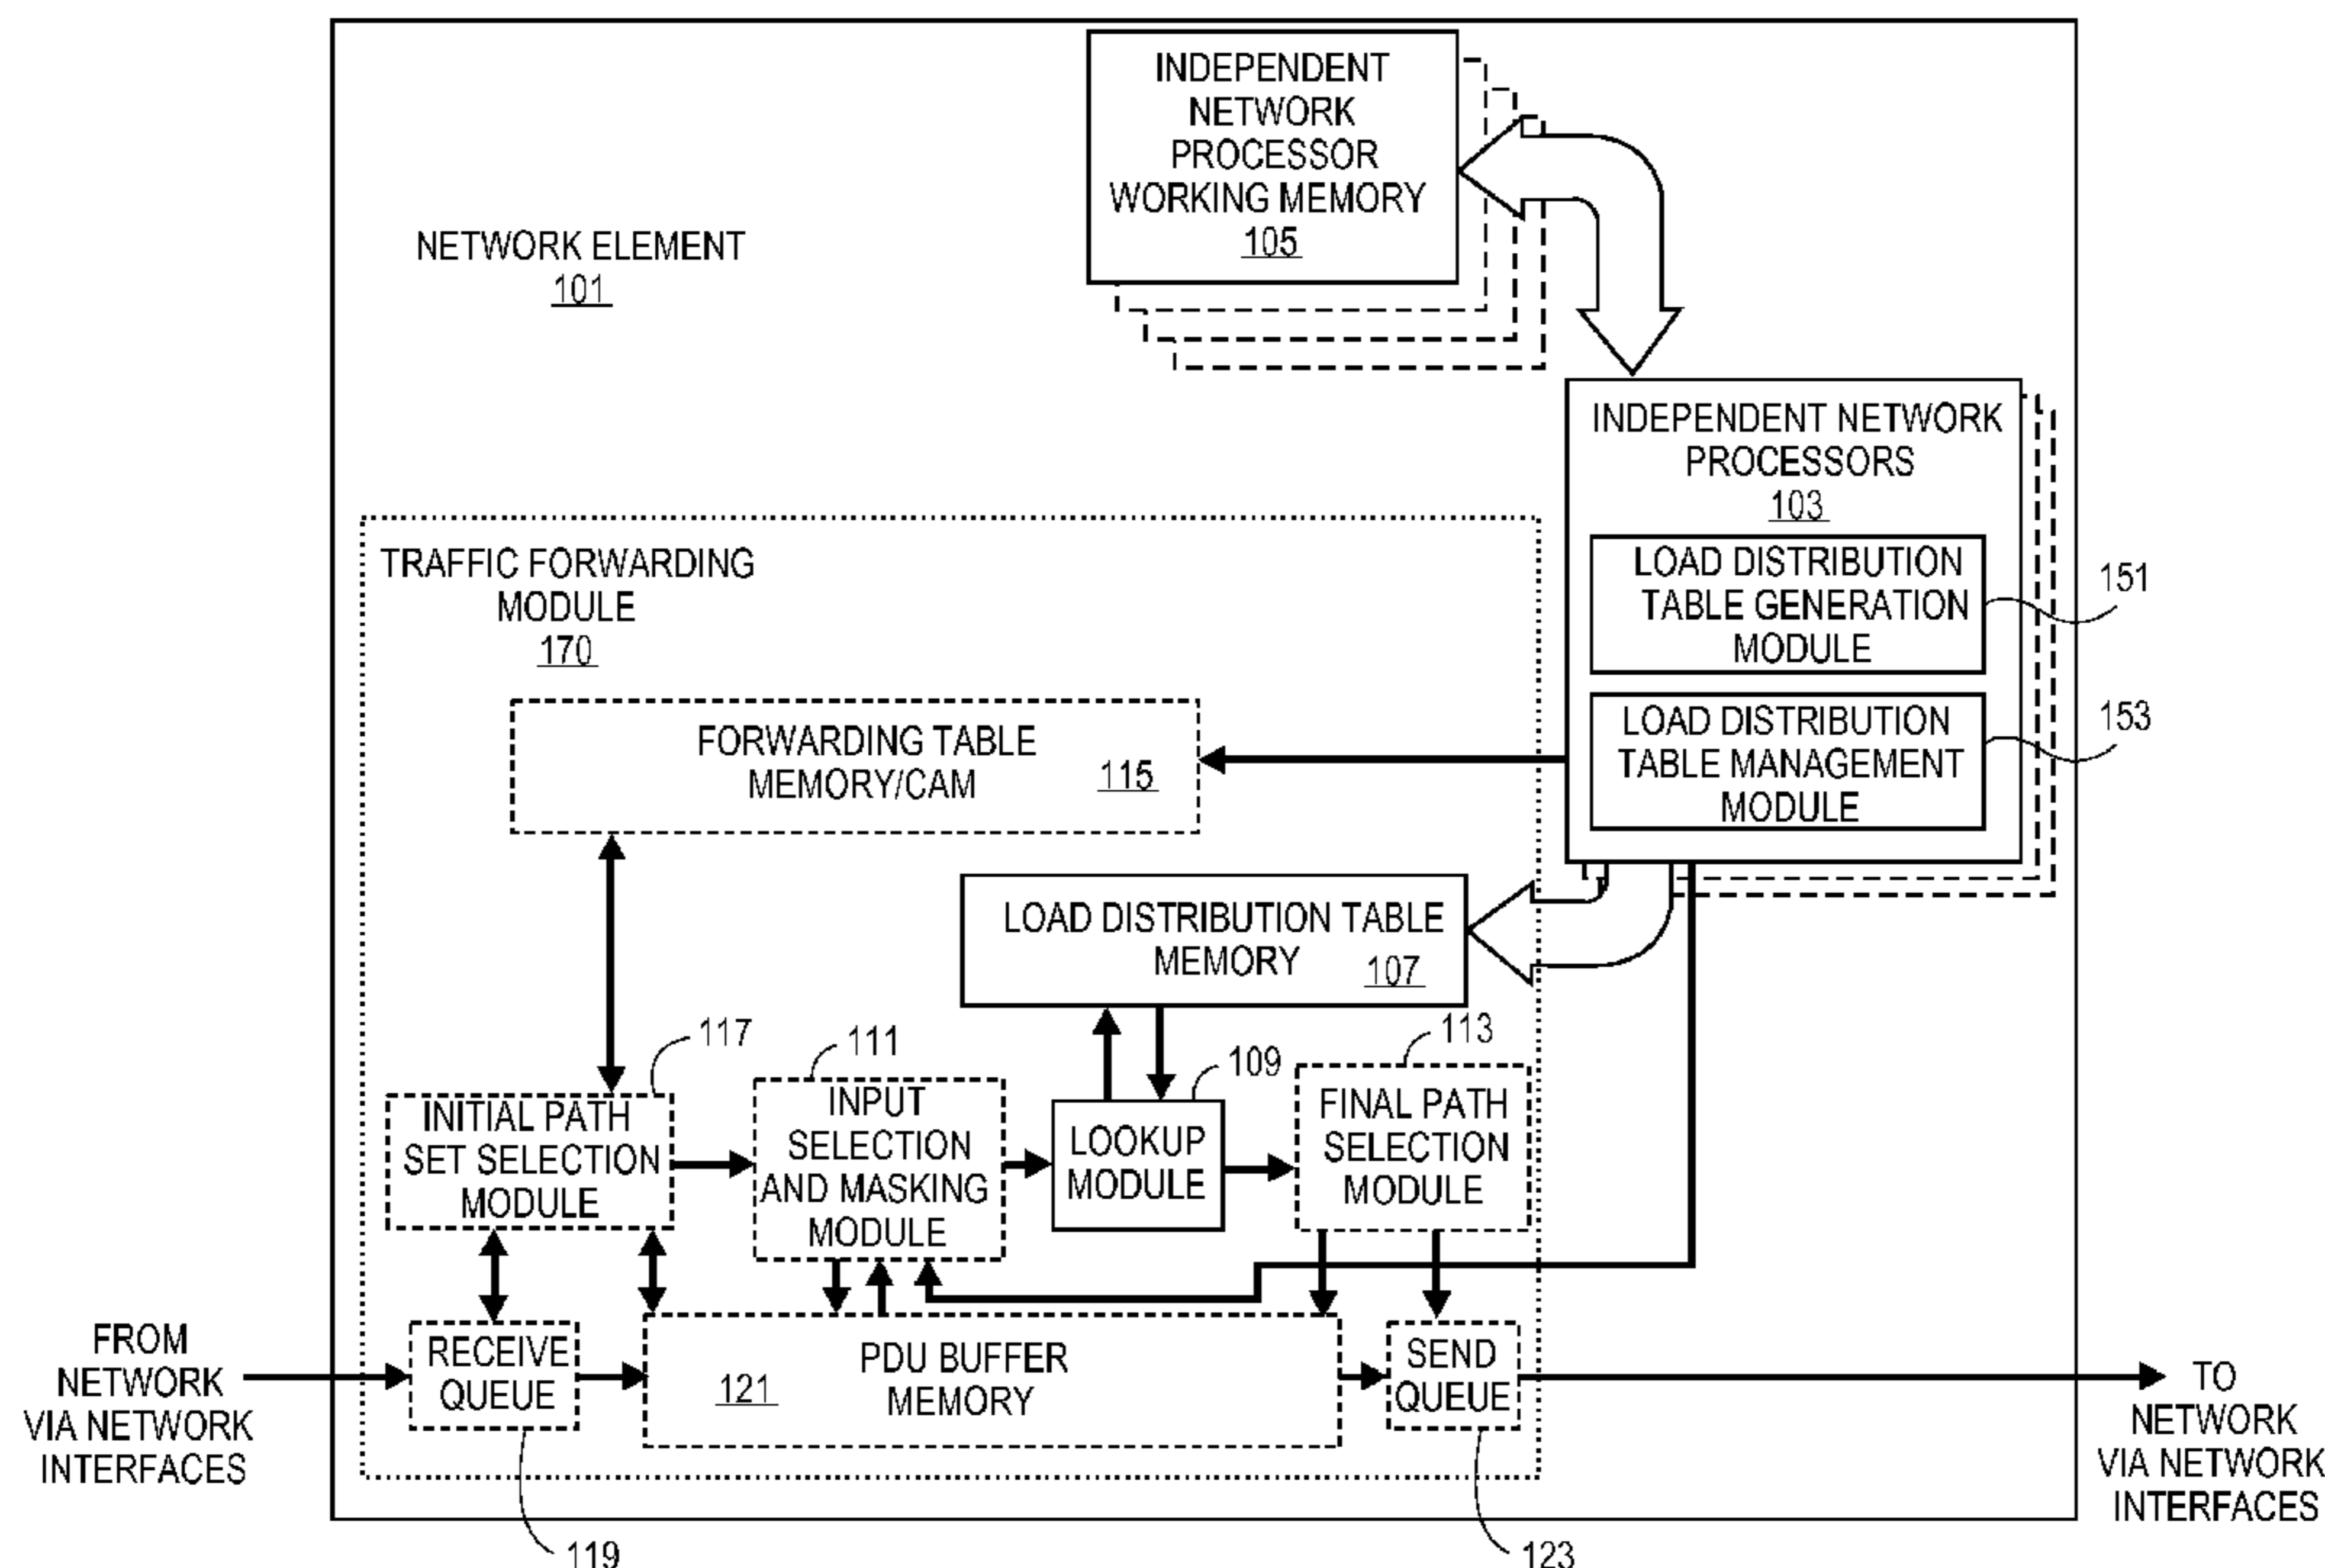 INDEPENDENT
NETWORK
PROCESSOR
WORKING MEMORY
105
NETWORK ELEMENT
101
INDEPENDENT NETWORK
PROCESSORS
103
LOAD DISTRIBUTION
TABLE GENERATION
MODULE
151
LOAD DISTRIBUTION
TABLE MANAGEMENT
MODULE
153
TRAFFIC FORWARDING
MODULE
170
FORWARDING TABLE
MEMORY/CAM
115
LOAD DISTRIBUTION TABLE
MEMORY
107
117
111
109
113
INITIAL PATH
SET SELECTION
MODULE
INPUT
SELECTION
AND MASKING
MODULE
LOOKUP
MODULE
FINAL PATH
SELECTION
MODULE
FROM
NETWORK
VIA NETWORK
INTERFACES
RECEIVE
QUEUE
121
PDU BUFFER
MEMORY
SEND
QUEUE
TO
NETWORK
VIA NETWORK
INTERFACES
119
123